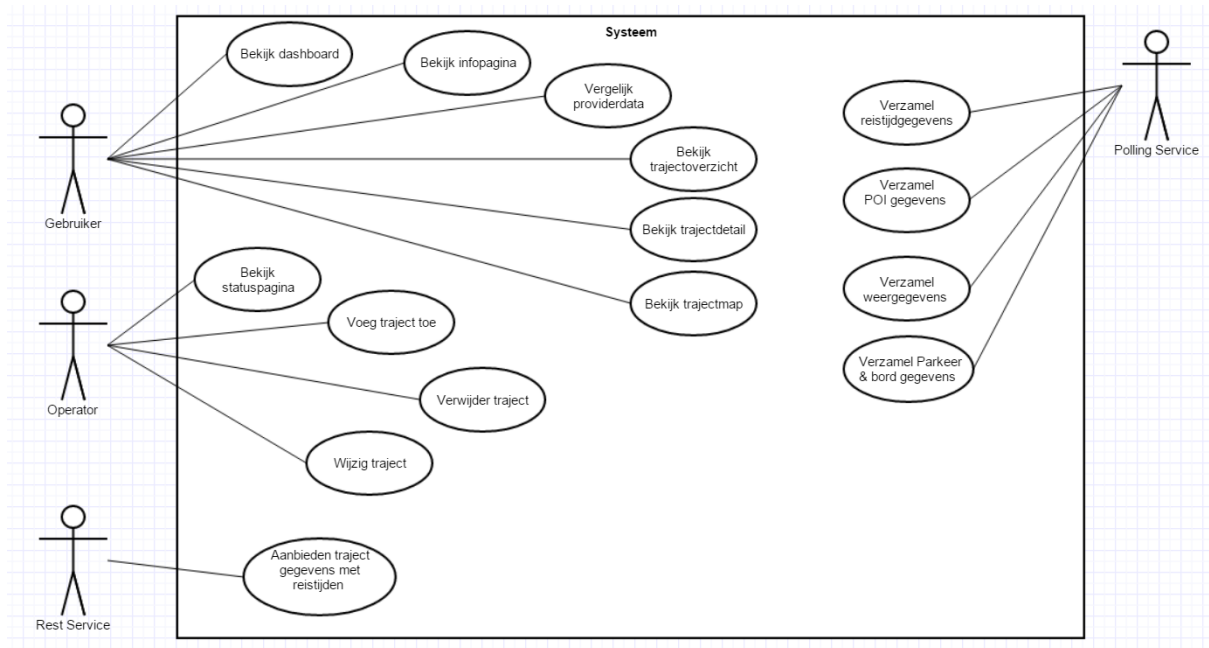 Systeem
Bekijk dashboard
Bekijk infopagina
Vergelijk
providerdata
Bekijk
trajectoverzicht
Bekijk trajectdetail
Bekijk trajectmap
Gebruiker
Verzamel
reistijdgegevens
Verzamel
POI gegevens
Verzamel
weergegevens
Verzamel Parkeer
& bord gegevens
Polling Service
Bekijk
statuspagina
Voeg traject toe
Verwijder traject
Wijzig traject
Operator
Aanbieden traject
gegevens met
reistijden
Rest Service